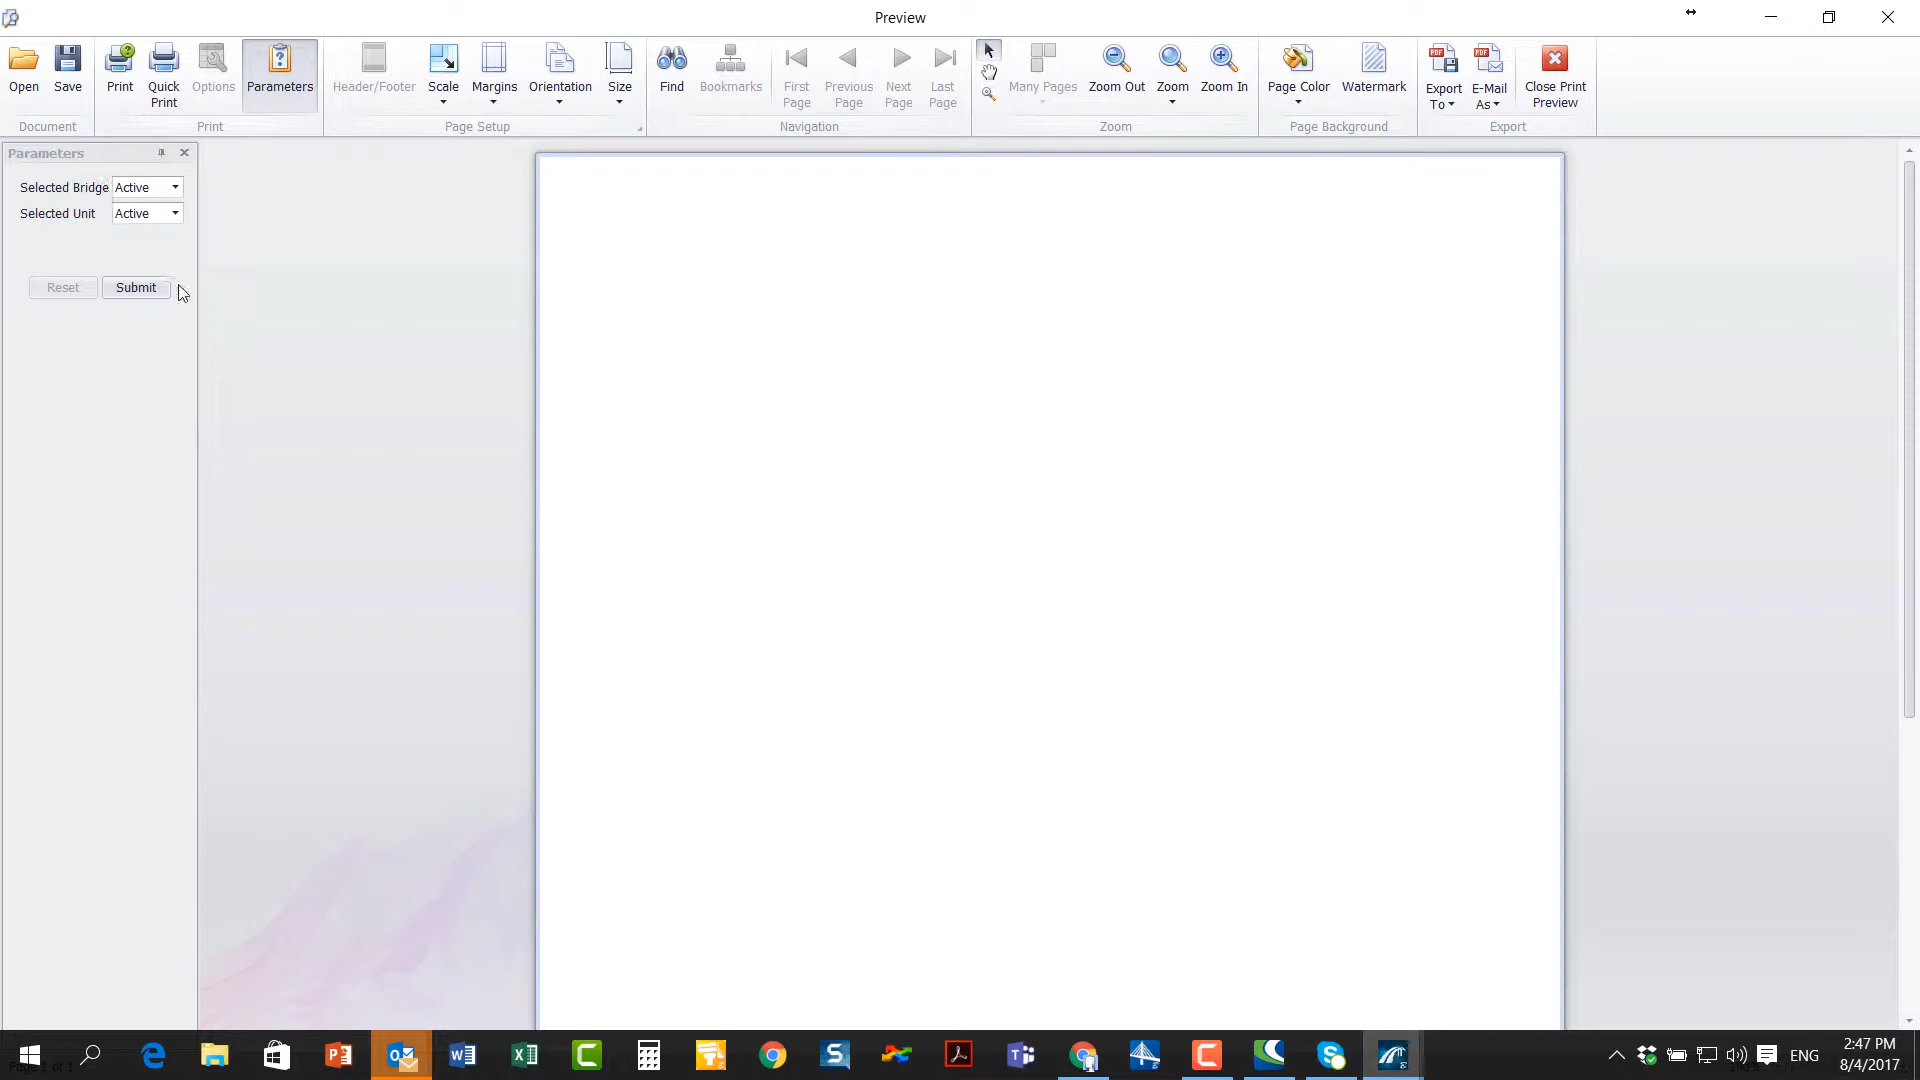 Preview
Open
Save
Print
Quick
Print
Options
Parameters
Header/Footer
Scale
Margins
Orientation
Size
Find
Bookmarks
First
Page
Previous
Page
Next
Page
Last
Page
Many Pages
Zoom Out
Zoom
Zoom In
Page Color
Watermark
Export
To
E-Mail
As
Close Print
Preview
Document
Print
Page Setup
Navigation
Zoom
Page Background
Export
Parameters
Selected Bridge
Active
Selected Unit
Active
Reset
Submit
ENG
2:47 PM
8/4/2017